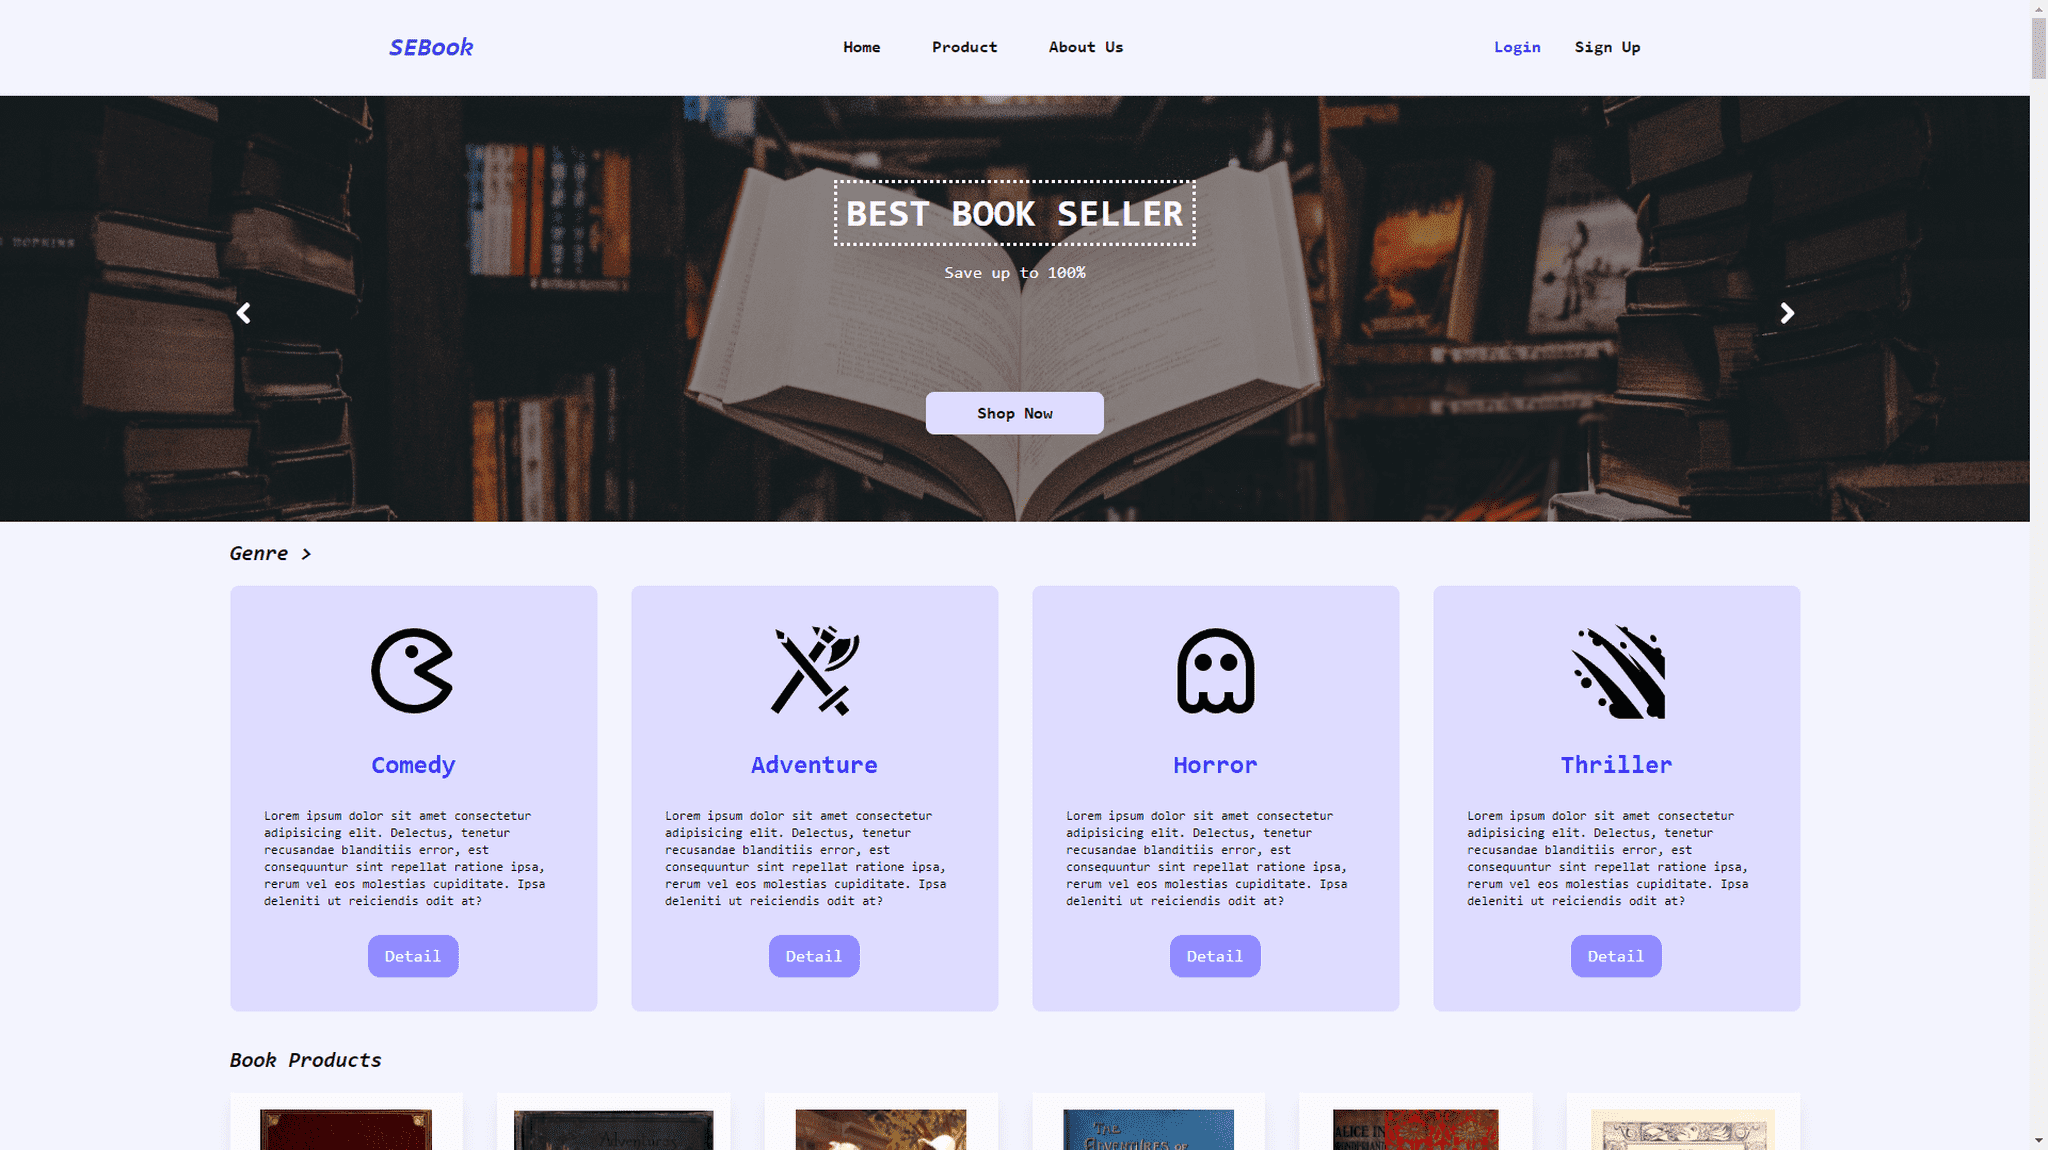 SEBook
Home Product About Us
Login Sign Up
HOPKINS
BEST BOOK SELLER
Save up to 100%
Shop Now
Genre >
Comedy
Lorem ipsum dolor sit amet consectetur
adipisicing elit. Delectus, tenetur
recusandae blanditiis error, est
consequuntur sint repellat ratione ipsa,
rerum vel eos molestias cupiditate. Ipsa
deleniti ut reiciendis odit at?
Detail
Adventure
Lorem ipsum dolor sit amet consectetur
adipisicing elit. Delectus, tenetur
recusandae blanditiis error, est
consequuntur sint repellat ratione ipsa,
rerum vel eos molestias cupiditate. Ipsa
deleniti ut reiciendis odit at?
Detail
Horror
Lorem ipsum dolor sit amet consectetur
adipisicing elit. Delectus, tenetur
recusandae blanditiis error, est
consequuntur sint repellat ratione ipsa,
rerum vel eos molestias cupiditate. Ipsa
deleniti ut reiciendis odit at?
Detail
Thriller
Lorem ipsum dolor sit amet consectetur
adipisicing elit. Delectus, tenetur
recusandae blanditiis error, est
consequuntur sint repellat ratione ipsa,
rerum vel eos molestias cupiditate. Ipsa
deleniti ut reiciendis odit at?
Detail
Book Products
Adventures
THE
ADVENTURES OF
ALICE IN